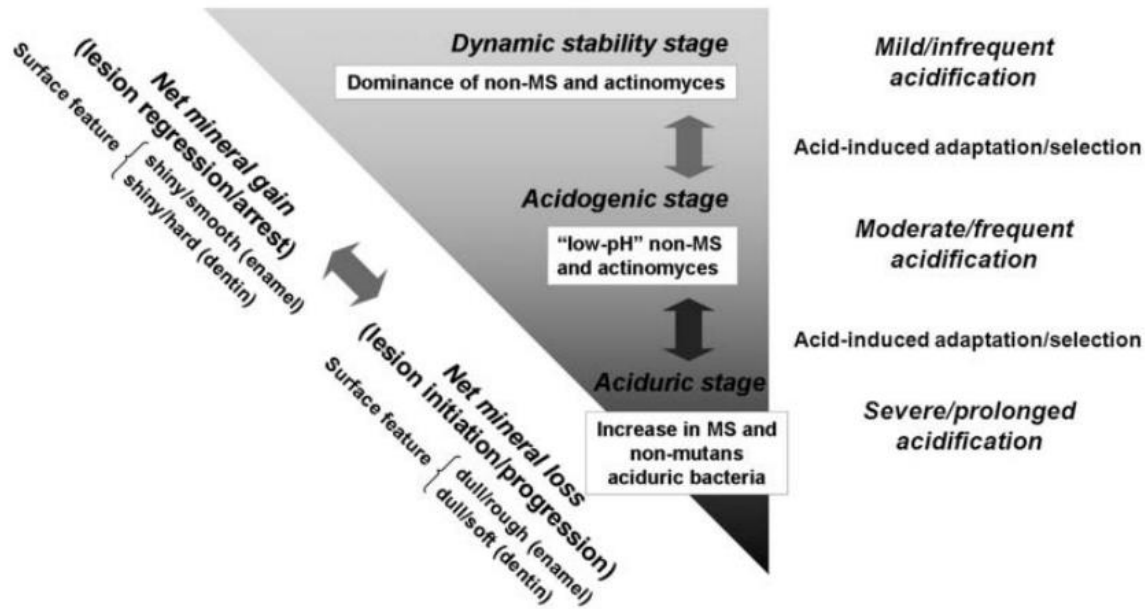 Dynamic stability stage
Dominance of non-MS and actinomyces
Acidogenic stage
“low-pH” non-MS
and actinomyces
Aciduric stage
Increase in MS and
non-mutans
aciduric bacteria
Mild/infrequent
acidification
Acid-induced adaptation/selection
Moderate/frequent
acidification
Acid-induced adaptation/selection
Severe/prolonged
acidification
Net mineral gain
(lesion regression/arrest)
Surface feature
shiny/smooth (enamel)
shiny/hard (dentin)
Net mineral loss
(lesion initiation/progression)
Surface feature
dull/rough (enamel)
dull/soft (dentin)